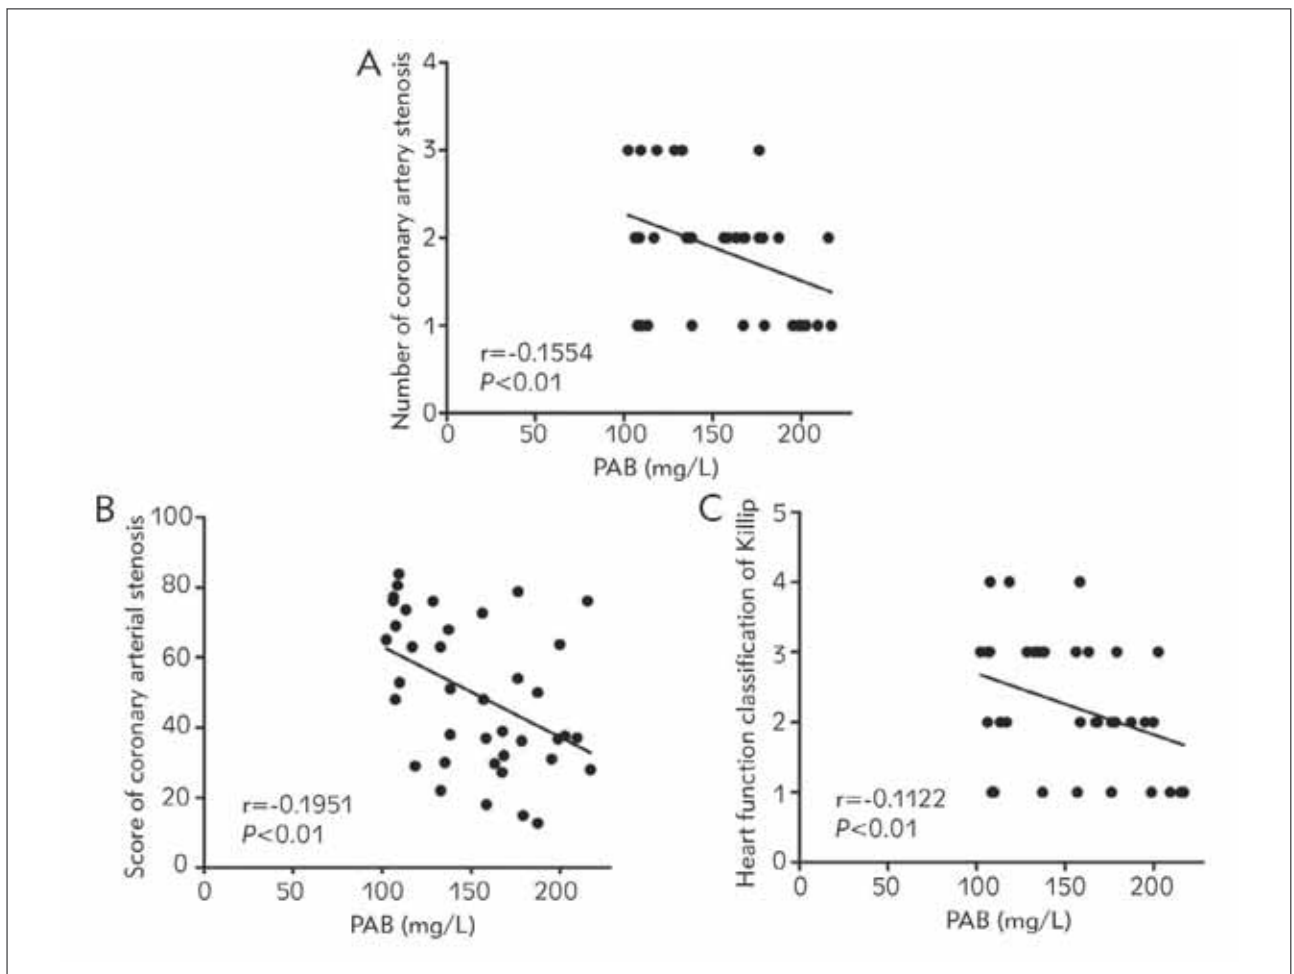 A
Number of coronary artery stenosis
4
3
2
1
0
r=-0.1554
P<0.01
0 50 100 150 200
PAB (mg/L)
B
Score of coronary arterial stenosis
100
80
60
40
20
0
r=-0.1951
P<0.01
0 50 100 150 200
PAB (mg/L)
C
Heart function classification of Killip
5
4
3
2
1
0
r=-0.1122
P<0.01
0 50 100 150 200
PAB (mg/L)